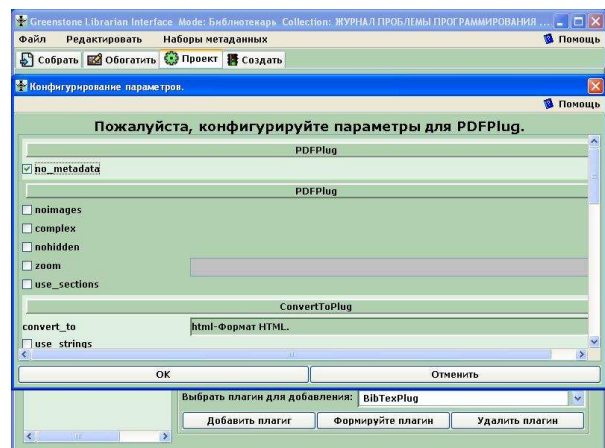 Greenstone Librarian Interface Mode: Библиотекарь Collection: ЖУРНАЛ ПРОБЛЕМЫ ПРОГРАММИРОВАНИЯ ...
Файл Редактировать Наборы метаданных Помощь
Собрать Обогатить Проект Создать
Конфигурирование параметров.
Помощь
Пожалуйста, конфигурируйте параметры для PDFPlug.
PDFPlug
no_metadata
PDFPlug
noimages
complex
nohidden
zoom
use_sections
ConvertToPlug
convert_to html-Формат HTML.
use_strings
OK Отменить
Выбрать плагин для добавления: BibTexPlug
Добавить плагиг Формируйте плагин Удалить плагин